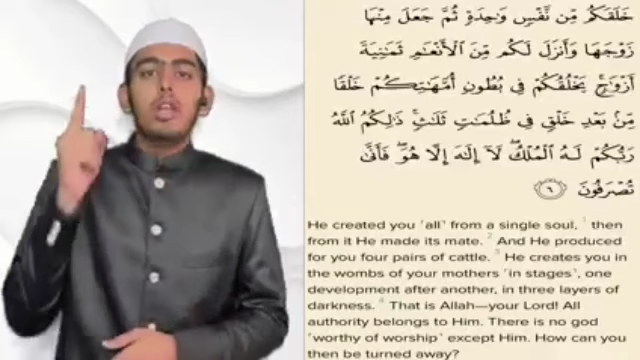 خَلَقَكُم مِّن نَّفْسٍ وَٰحِدَةٍ ثُمَّ جَعَلَ مِنْهَا
زَوْجَهَا وَأَنزَلَ لَكُم مِّنَ ٱلْأَنْعَـٰمِ ثَمَـٰنِيَةَ
أَزْوَٰجٍ ۚ يَخْلُقُكُمْ فِى بُطُونِ أُمَّهَـٰتِكُمْ خَلْقًا
مِّنۢ بَعْدِ خَلْقٍ فِى ظُلُمَـٰتٍ ثَلَـٰثٍ ۚ ذَٰلِكُمُ ٱللَّهُ
رَبُّكُمْ لَهُ ٱلْمُلْكُ ۖ لَآ إِلَـٰهَ إِلَّا هُوَ ۖ فَأَنَّىٰ
تُصْرَفُونَ ٦
He created you ˹all˺ from a single soul, 1 then
from it He made its mate. 2 And He produced
for you four pairs of cattle. 3 He creates you in
the wombs of your mothers ˹in stages˺, one
development after another, in three layers of
darkness. 4 That is Allah—your Lord! All
authority belongs to Him. There is no god
˹worthy of worship˺ except Him. How can you
then be turned away?